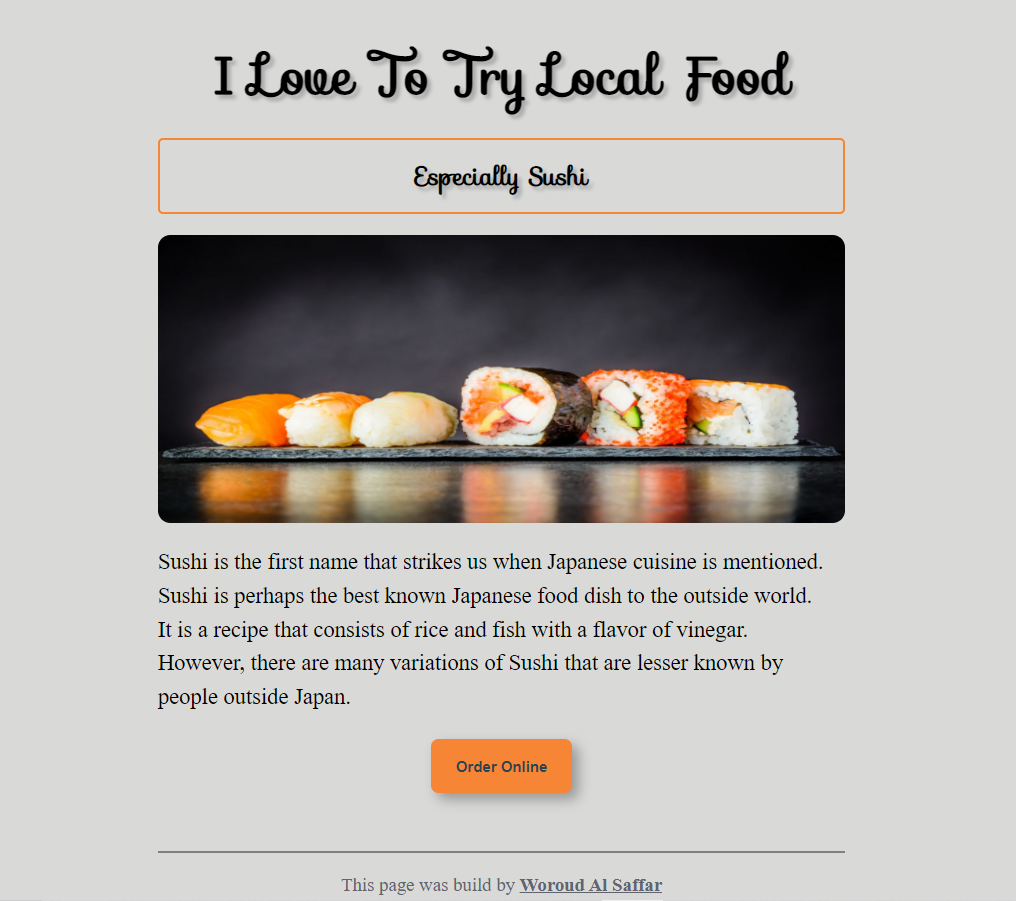 I Love To Try Local Food
Especially Sushi
Sushi is the first name that strikes us when Japanese cuisine is mentioned.
Sushi is perhaps the best known Japanese food dish to the outside world.
It is a recipe that consists of rice and fish with a flavor of vinegar.
However, there are many variations of Sushi that are lesser known by
people outside Japan.
Order Online
This page was build by Woroud Al Saffar